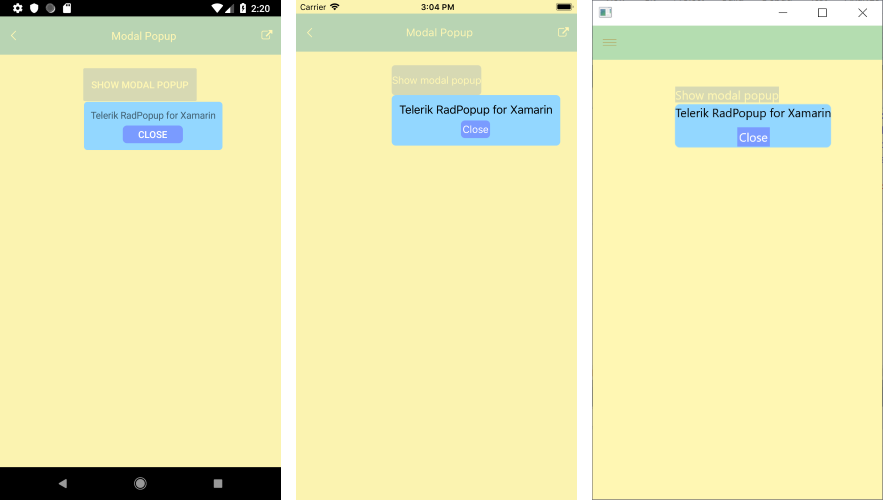 2:20
Modal Popup
SHOW MODAL POPUP
Telerik RadPopup for Xamarin
CLOSE
Carrier 3:04 PM
Modal Popup
Show modal popup
Telerik RadPopup for Xamarin
Close
Show modal popup
Telerik RadPopup for Xamarin
Close